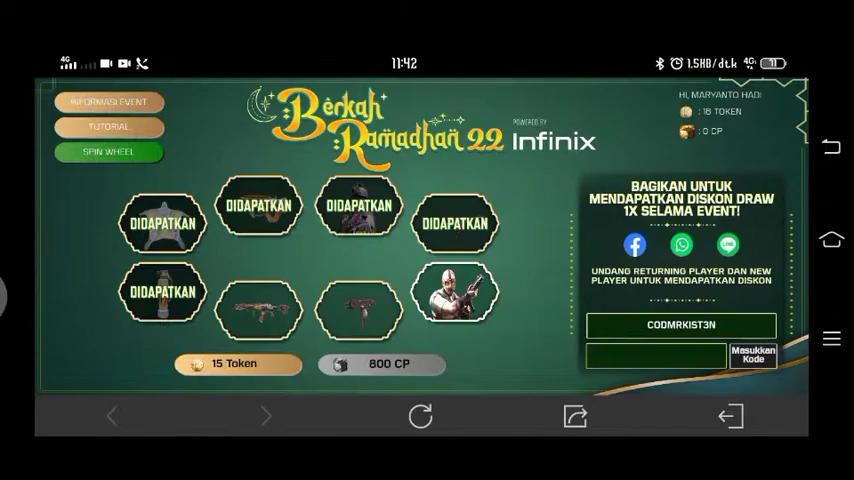 4G
11:42
1.5KB/dt.k
4G
11
INFORMASI EVENT
TUTORIAL
SPIN WHEEL
Berkah
Ramadhan 22
POWERED BY
Infinix
HI, MARYANTO HADI
: 16 TOKEN
: 0 CP
DIDAPATKAN
DIDAPATKAN
DIDAPATKAN
DIDAPATKAN
DIDAPATKAN
15 Token
800 CP
BAGIKAN UNTUK
MENDAPATKAN DISKON DRAW
1X SELAMA EVENT!
UNDANG RETURNING PLAYER DAN NEW
PLAYER UNTUK MENDAPATKAN DISKON
CODMRKIST3N
Masukkan
Kode